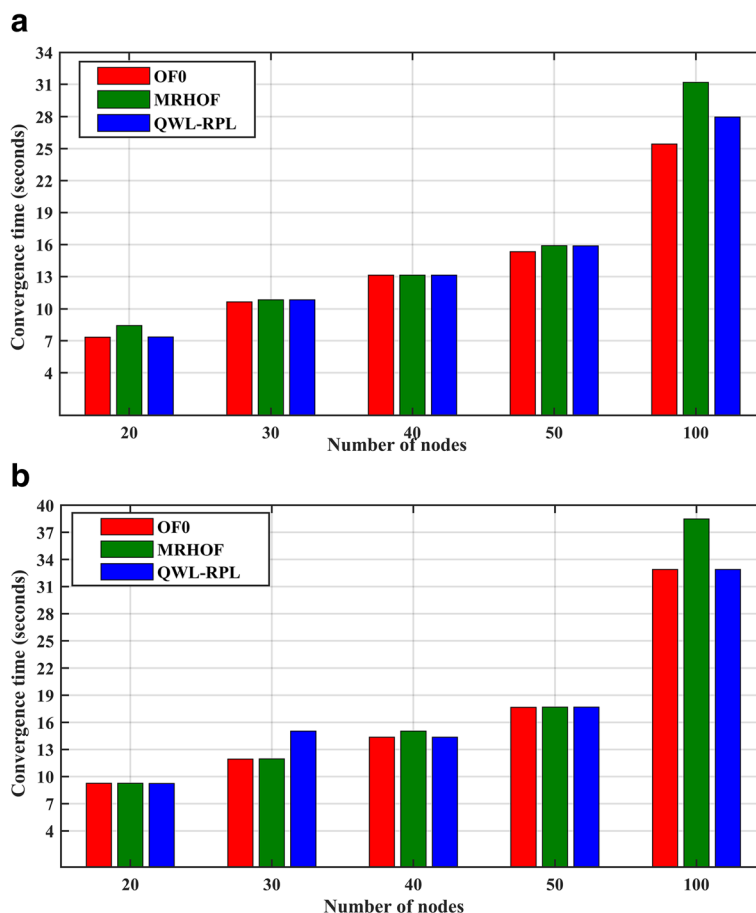 a
34
31
28
25
22
19
16
13
10
7
4
Convergence time (seconds)
OF0
MRHOF
QWL-RPL
20 30 40 50 100
Number of nodes
b
40
37
34
31
28
25
22
19
16
13
10
7
4
Convergence time (seconds)
OF0
MRHOF
QWL-RPL
20 30 40 50 100
Number of nodes